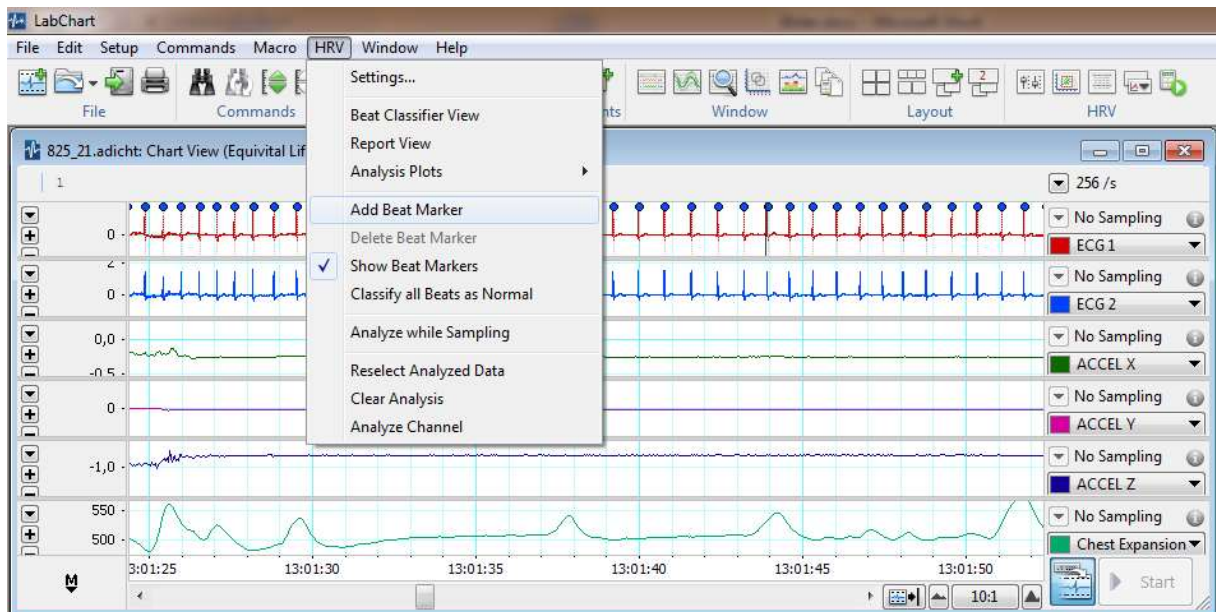 LabChart
File Edit Setup Commands Macro HRV Window Help
File Commands nts Window Layout HRV
2
Settings...
Beat Classifier View
Report View
Analysis Plots
Add Beat Marker
Delete Beat Marker
Show Beat Markers
Classify all Beats as Normal
Analyze while Sampling
Reselect Analyzed Data
Clear Analysis
Analyze Channel
825_21.adicht: Chart View (Equivital Lif
1
256 /s
0
No Sampling
ECG 1
2
0
No Sampling
ECG 2
0,0
-0,5
No Sampling
ACCEL X
0
No Sampling
ACCEL Y
-1,0
No Sampling
ACCEL Z
550
500
No Sampling
Chest Expansion
3:01:25 13:01:30 13:01:35 13:01:40 13:01:45 13:01:50
M
10:1
Start